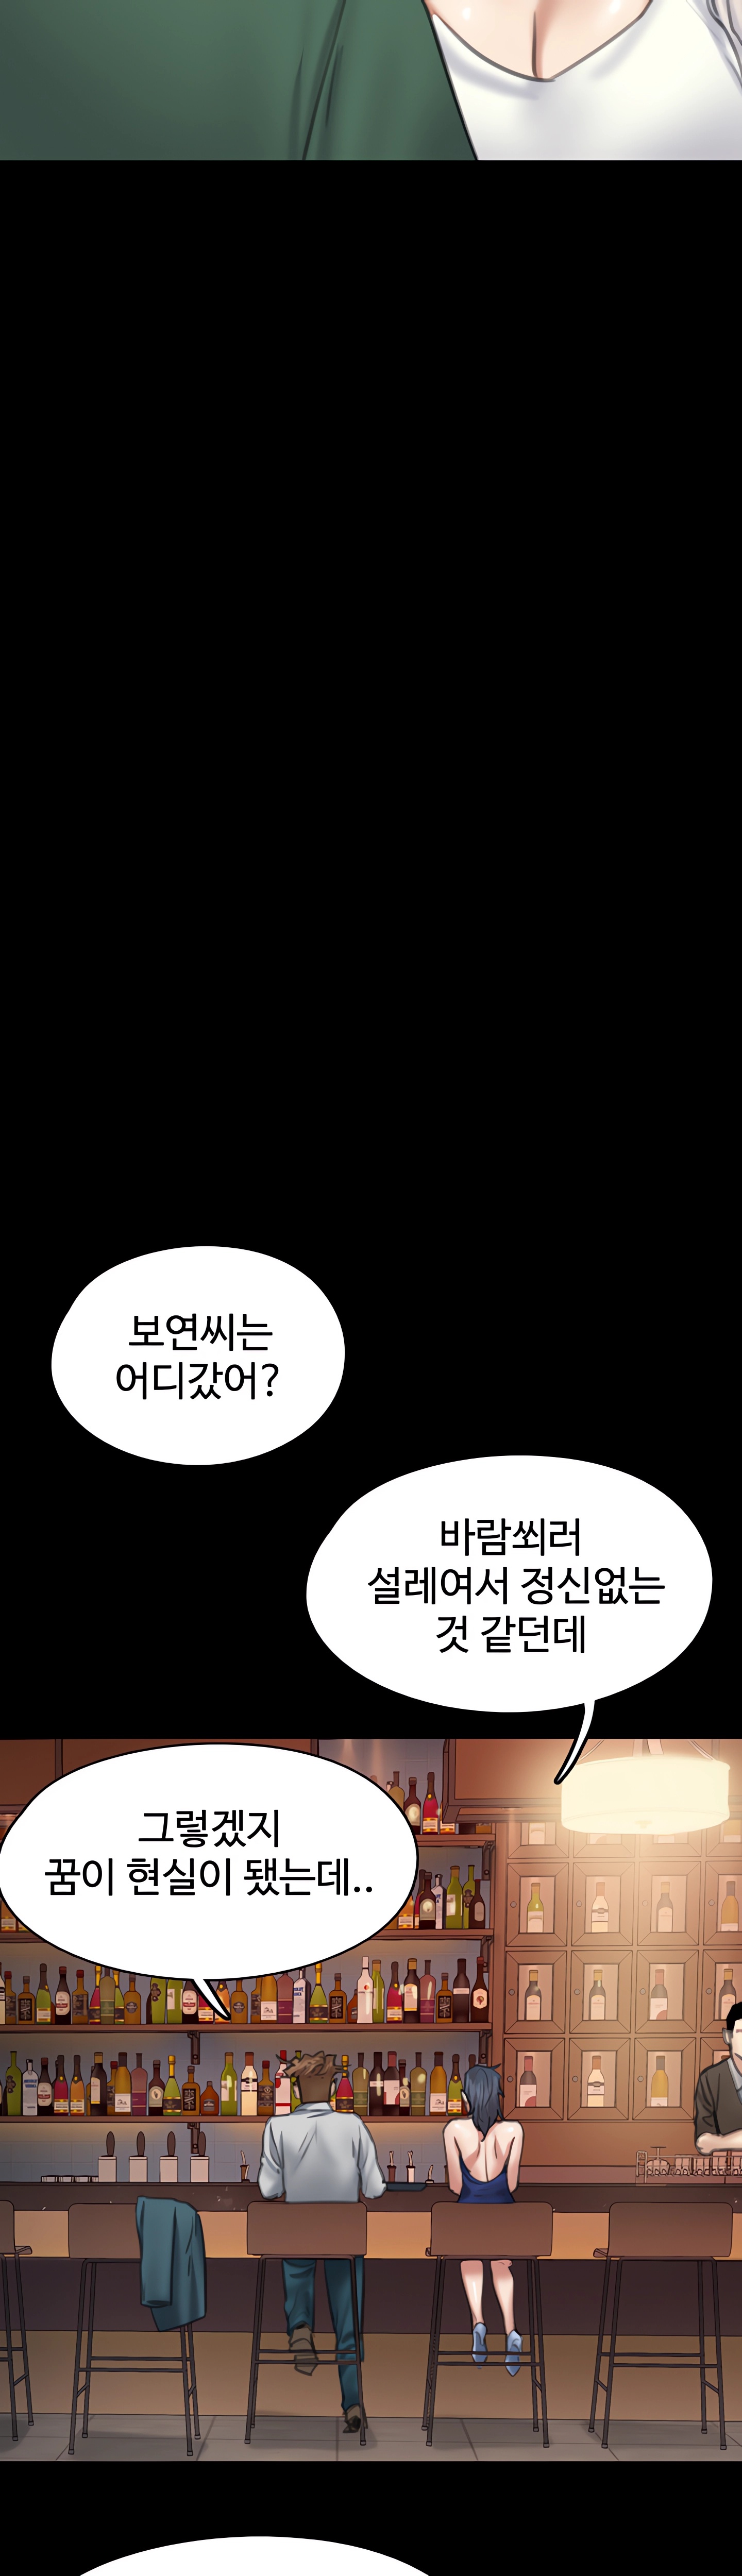 보연씨는
어디갔어?
바람쐬러
설레여서 정신없는
것 같던데
그렇겠지
꿈이 현실이 됐는데..